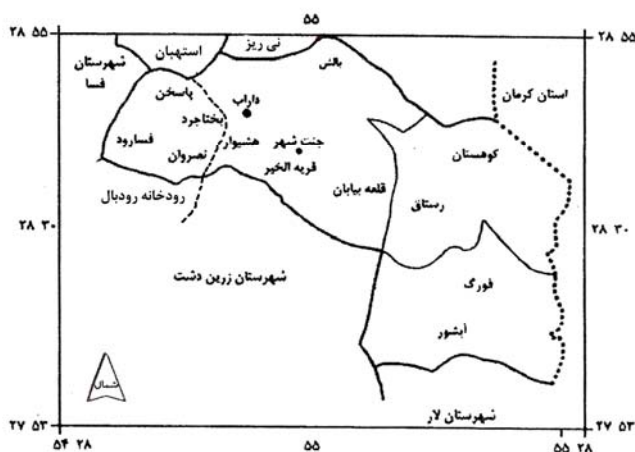 ۵۵
۲۸ ۵۵
۲۸ ۵۵
شهرستان
فسا
استهبان
نی ریز
بالش
استان کرمان
پاسخن
داراب
بختاجرد
فسارود
هشیوار
جنت شهر
کوهستان
نصروان
قریه الخیر
قلعه بیابان
رستاق
رودخانه رودبال
۲۸ ۳۰
۲۸ ۳۰
شهرستان زرین دشت
فورگ
آبشور
شمال
شهرستان لار
۲۷ ۵۳
۲۷ ۵۳
۵۴ ۲۸
۵۵
۵۵ ۲۸